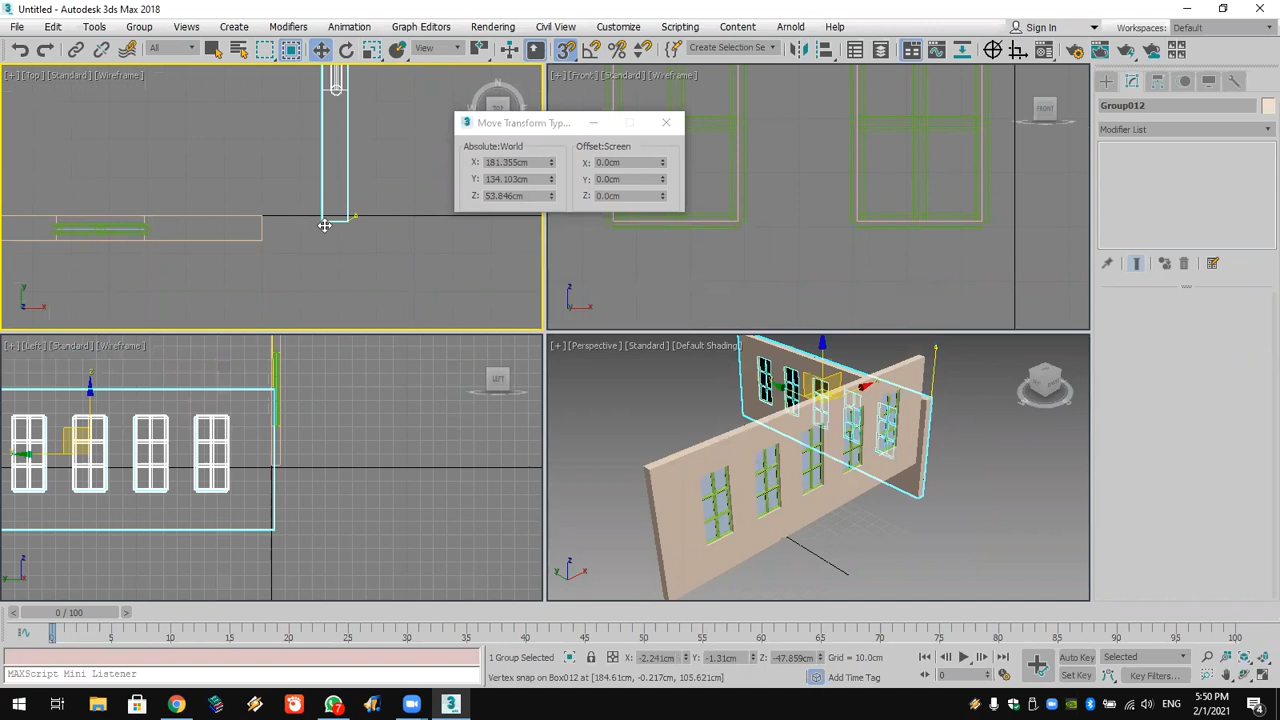 Untitled - Autodesk 3ds Max 2018
File Edit Tools Group Views Create Modifiers Animation Graph Editors Rendering Civil View Customize Scripting Content Arnold Help Sign In Workspaces: Default
All View Create Selection Se
[+] [Top] [Standard] [Wireframe]
[+] [Front] [Standard] [Wireframe]
N
TOP
FRONT
Move Transform Typ...
Absolute:World Offset:Screen
X: 181.355cm X: 0.0cm
Y: 134.103cm Y: 0.0cm
Z: 53.846cm Z: 0.0cm
Group012
Modifier List
[+] [Left] [Standard] [Wireframe]
[+] [Perspective] [Standard] [Default Shading]
LEFT
0 / 100
0 5 10 15 20 25 30 35 40 45 50 55 60 65 70 75 80 85 90 95 100
1 Group Selected X: -2.241cm Y: -1.31cm Z: -47.859cm Grid = 10.0cm Auto Key Selected
MAXScript Mini Listener Vertex snap on Box012 at [184.61cm, -0.217cm, 105.621cm] Add Time Tag 0 Set Key Key Filters...
5:50 PM
2/1/2021